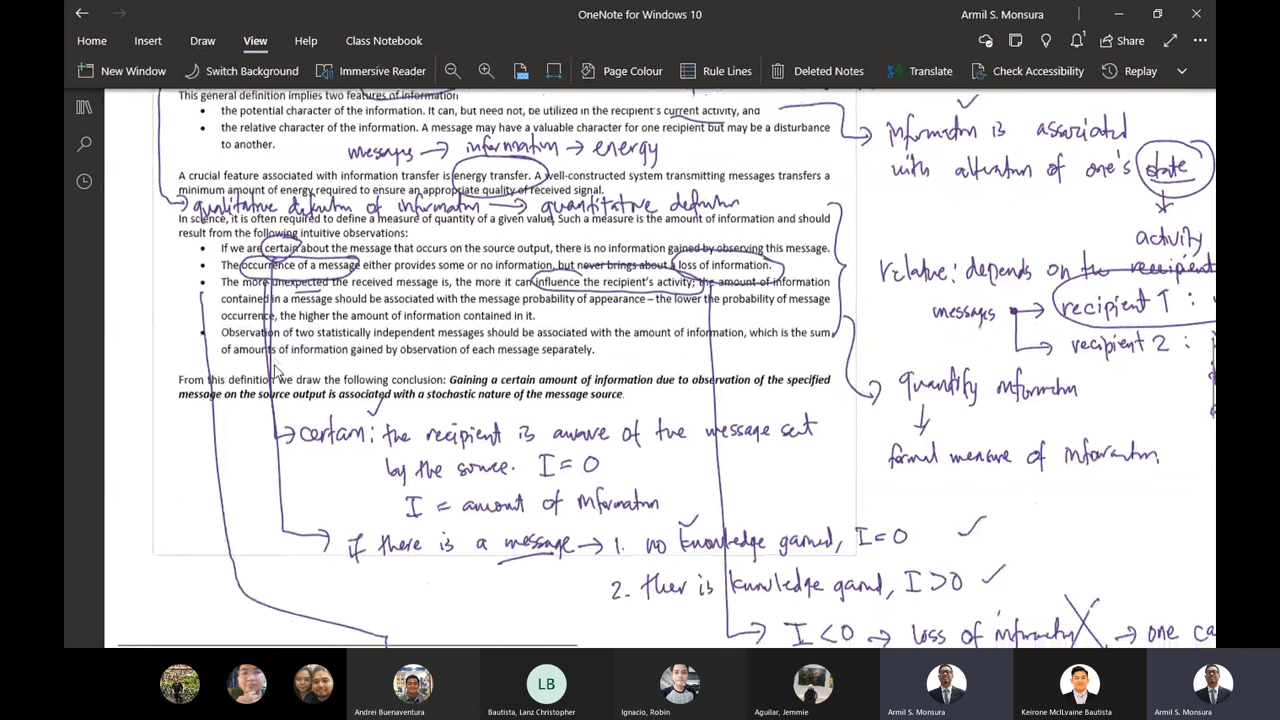 OneNote for Windows 10
Armil S. Monsura
Home Insert Draw View Help Class Notebook
Share
New Window Switch Background Immersive Reader Page Colour Rule Lines Deleted Notes Translate Check Accessibility Replay
This general definition implies two features of information:
• the potential character of the information. It can, but need not, be utilized in the recipient's current activity, and
• the relative character of the information. A message may have a valuable character for one recipient but may be a disturbance
to another.
messages → information → energy
A crucial feature associated with information transfer is energy transfer. A well-constructed system transmitting messages transfers a
minimum amount of energy required to ensure an appropriate quality of received signal.
qualitative definition of information → quantitative definition
In science, it is often required to define a measure of quantity of a given value. Such a measure is the amount of information and should
result from the following intuitive observations:
• If we are certain about the message that occurs on the source output, there is no information gained by observing this message.
• The occurrence of a message either provides some or no information, but never brings about a loss of information.
• The more unexpected the received message is, the more it can influence the recipient's activity; the amount of information
contained in a message should be associated with the message probability of appearance – the lower the probability of message
occurrence, the higher the amount of information contained in it.
• Observation of two statistically independent messages should be associated with the amount of information, which is the sum
of amounts of information gained by observation of each message separately.
From this definition we draw the following conclusion: Gaining a certain amount of information due to observation of the specified
message on the source output is associated with a stochastic nature of the message source.
certain: the recipient is aware of the message sent
by the source. I = 0
I = amount of information
if there is a message → 1. no knowledge gained, I = 0
2. ther is knowledge gained, I > 0
I < 0 → loss of information → one ca
information is associated
with alteration of one's state
activity
relative: depends on the recipient
messages → recipient 1 :
→ recipient 2 :
quantify information
formal measure of information.
Andrei Buenaventura
LB
Bautista, Lanz Christopher
Ignacio, Robin
Aguilar, Jemmie
Armil S. Monsura
Keirone McIlvaine Bautista
Armil S. Monsura